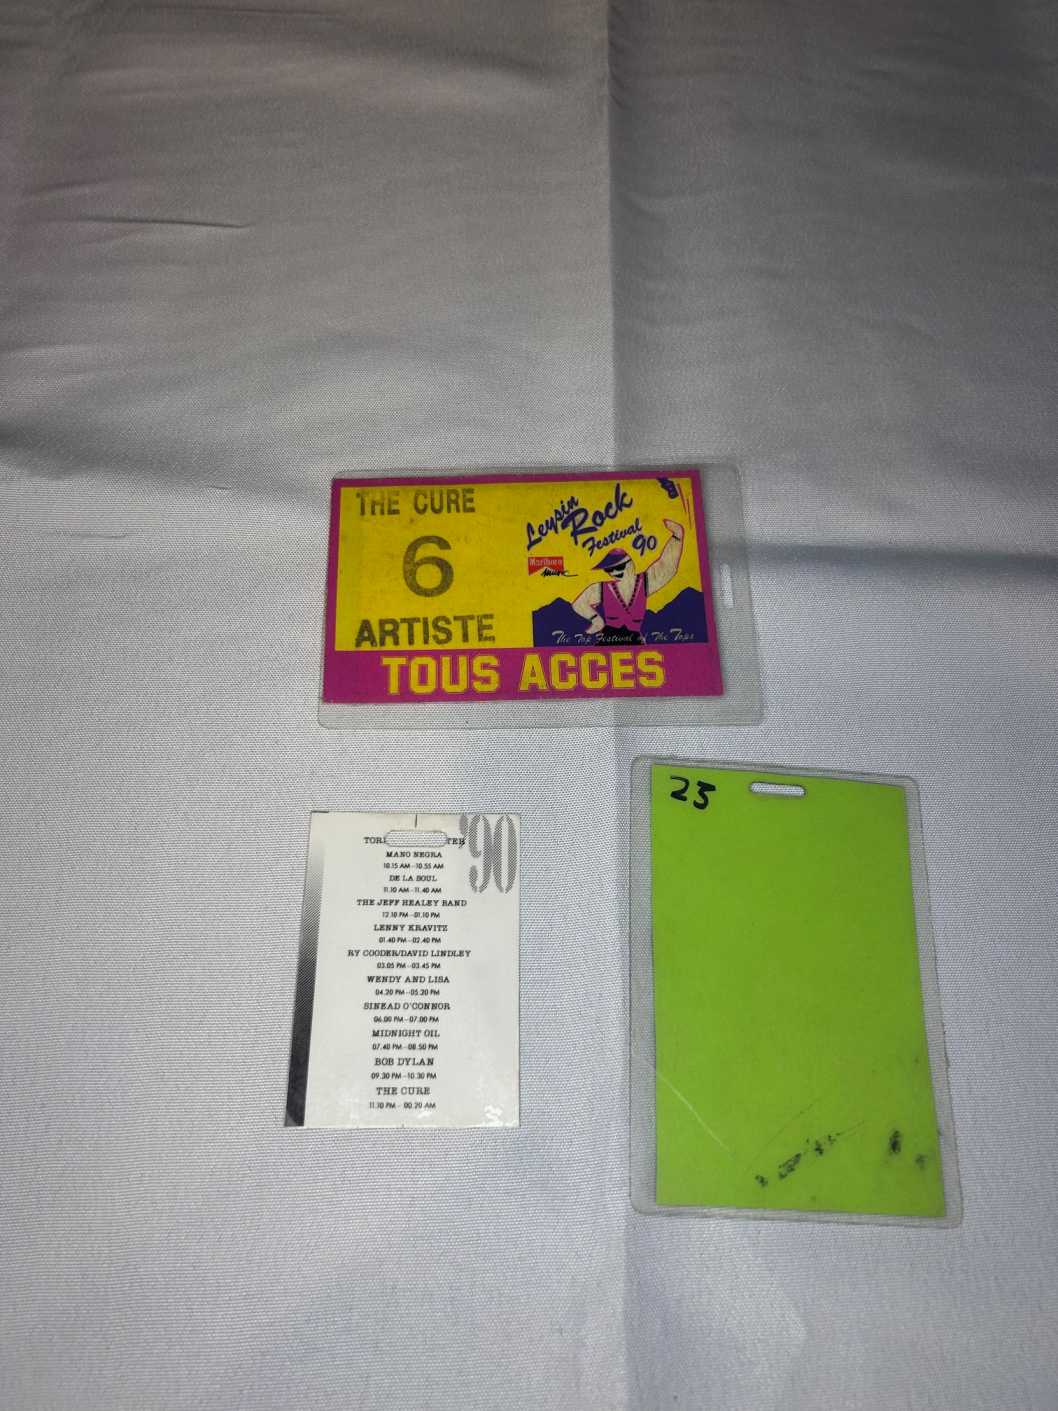 THE CURE
6
ARTISTE
TOUS ACCES
Leysin
Rock
Festival
90
Marlboro
Music
The Top Festival of The Tops
23
'90
MANO NEGRA
10.15 AM - 10.55 AM
DE LA SOUL
11.10 AM - 11.40 AM
THE JEFF HEALEY BAND
12.10 PM - 01.10 PM
LENNY KRAVITZ
01.40 PM - 02.40 PM
RY COODER/DAVID LINDLEY
03.05 PM - 03.45 PM
WENDY AND LISA
04.20 PM - 05.20 PM
SINEAD O'CONNOR
06.00 PM - 07.00 PM
MIDNIGHT OIL
07.40 PM - 08.50 PM
BOB DYLAN
09.30 PM - 10.30 PM
THE CURE
11.10 PM - 00.20 AM